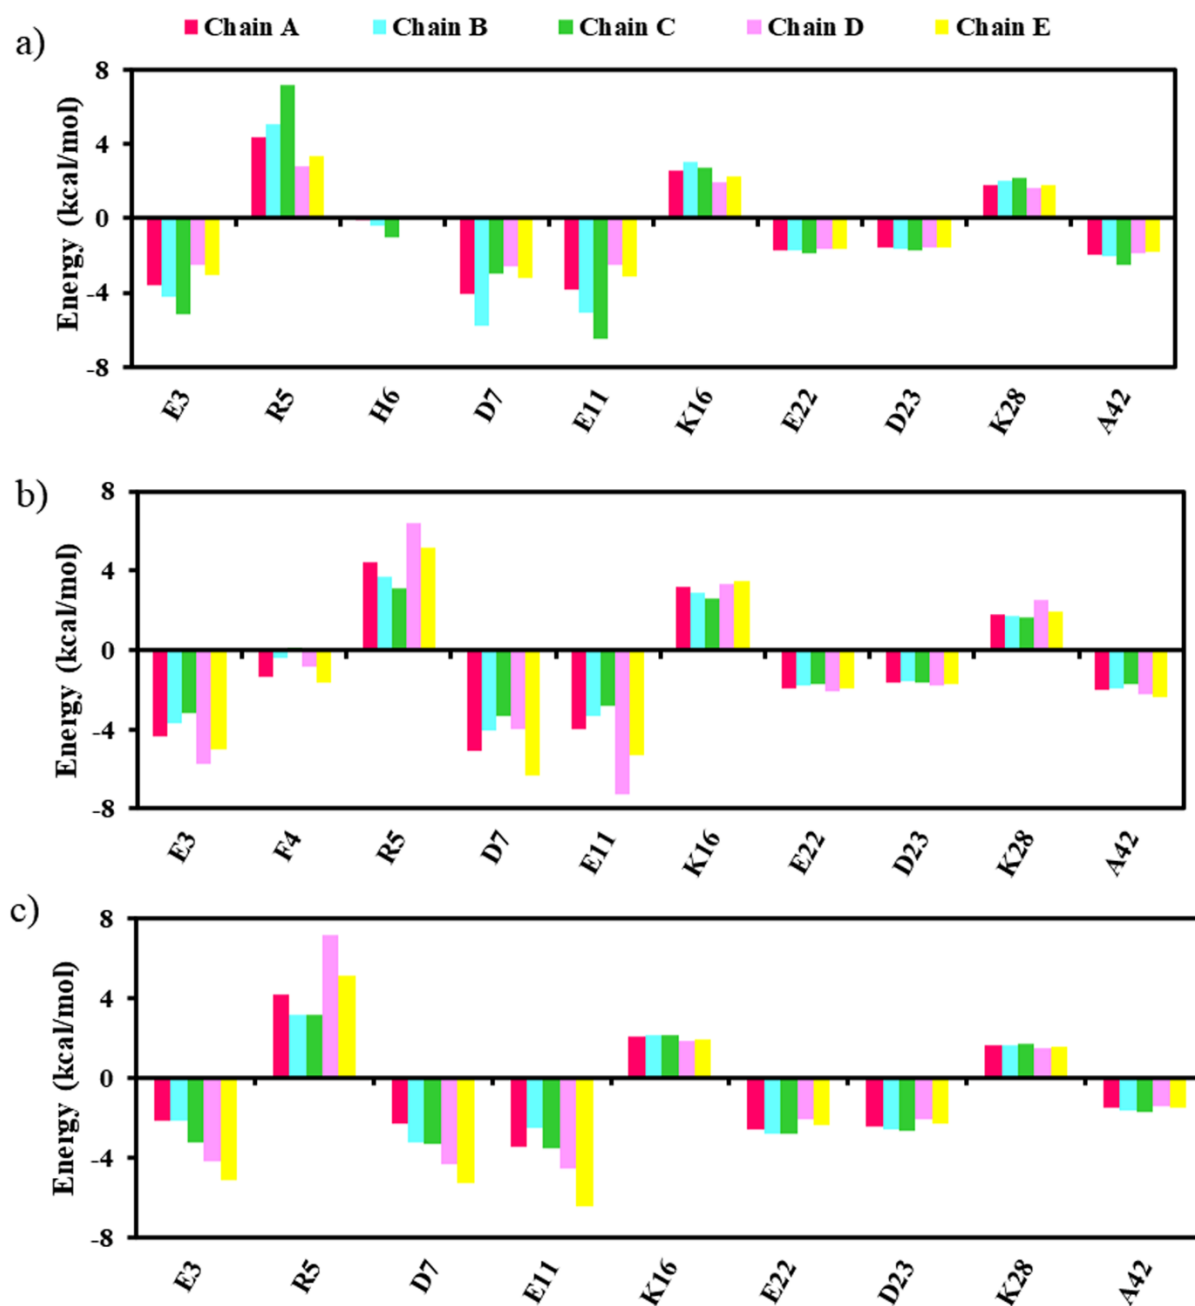 a)
Chain A Chain B Chain C Chain D Chain E
Energy (kcal/mol)
8
4
0
-4
-8
E3 R5 H6 D7 E11 K16 E22 D23 K28 A42
b)
Energy (kcal/mol)
8
4
0
-4
-8
E3 F4 R5 D7 E11 K16 E22 D23 K28 A42
c)
Energy (kcal/mol)
8
4
0
-4
-8
E3 R5 D7 E11 K16 E22 D23 K28 A42